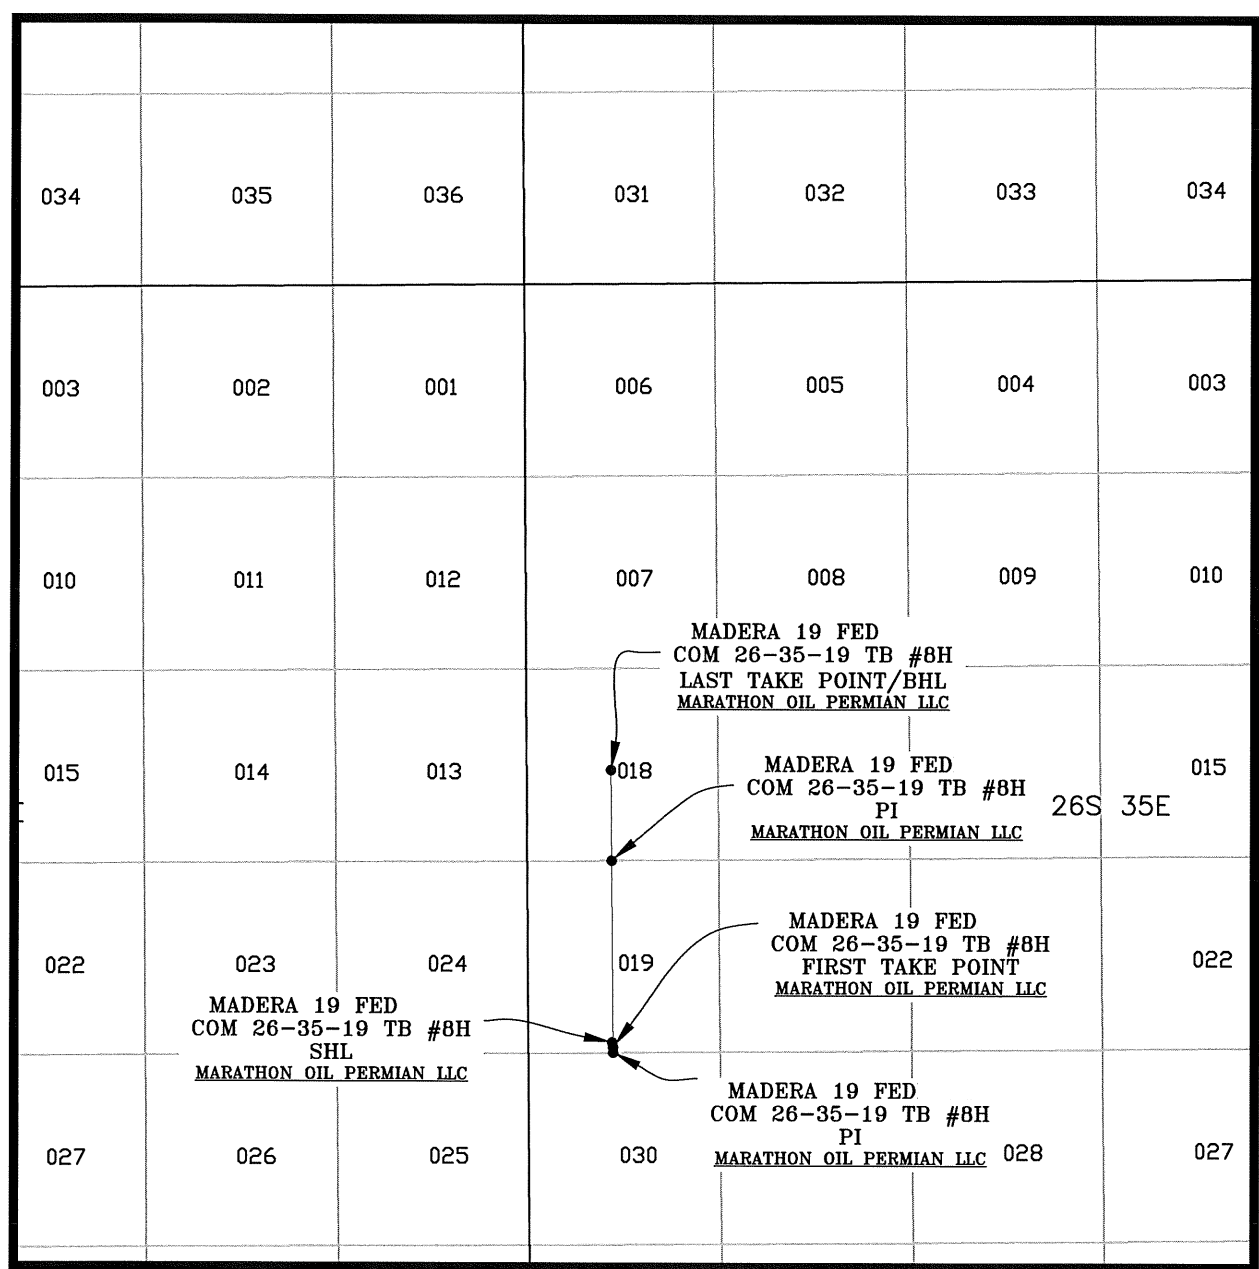 034 035 036 031 032 033 034
003 002 001 006 005 004 003
010 011 012 007 008 009 010
MADERA 19 FED
COM 26-35-19 TB #8H
LAST TAKE POINT/BHL
MARATHON OIL PERMIAN LLC
015 014 013 018 015
MADERA 19 FED
COM 26-35-19 TB #8H
PI
MARATHON OIL PERMIAN LLC
26S 35E
MADERA 19 FED
COM 26-35-19 TB #8H
FIRST TAKE POINT
MARATHON OIL PERMIAN LLC
022 023 024 019 022
MADERA 19 FED
COM 26-35-19 TB #8H
SHL
MARATHON OIL PERMIAN LLC
MADERA 19 FED
COM 26-35-19 TB #8H
PI
MARATHON OIL PERMIAN LLC
027 026 025 030 028 027